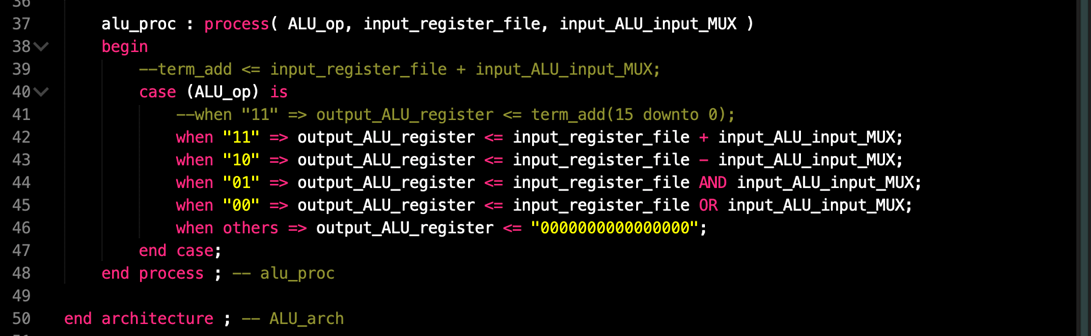 36
37 alu_proc : process( ALU_op, input_register_file, input_ALU_input_MUX )
38 begin
39 --term_add <= input_register_file + input_ALU_input_MUX;
40 case (ALU_op) is
41 --when "11" => output_ALU_register <= term_add(15 downto 0);
42 when "11" => output_ALU_register <= input_register_file + input_ALU_input_MUX;
43 when "10" => output_ALU_register <= input_register_file - input_ALU_input_MUX;
44 when "01" => output_ALU_register <= input_register_file AND input_ALU_input_MUX;
45 when "00" => output_ALU_register <= input_register_file OR input_ALU_input_MUX;
46 when others => output_ALU_register <= "0000000000000000";
47 end case;
48 end process ; -- alu_proc
49
50 end architecture ; -- ALU_arch